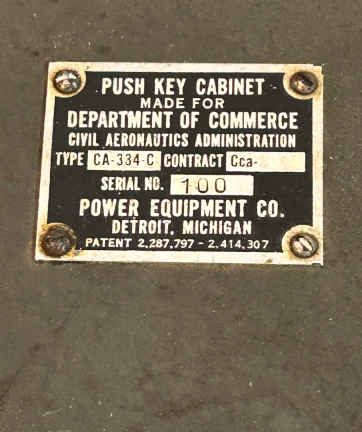 PUSH KEY CABINET
MADE FOR
DEPARTMENT OF COMMERCE
CIVIL AERONAUTICS ADMINISTRATION
TYPE CA-334-C CONTRACT Cca-
SERIAL NO. 100
POWER EQUIPMENT CO.
DETROIT, MICHIGAN
PATENT 2,287,797 - 2,414,307